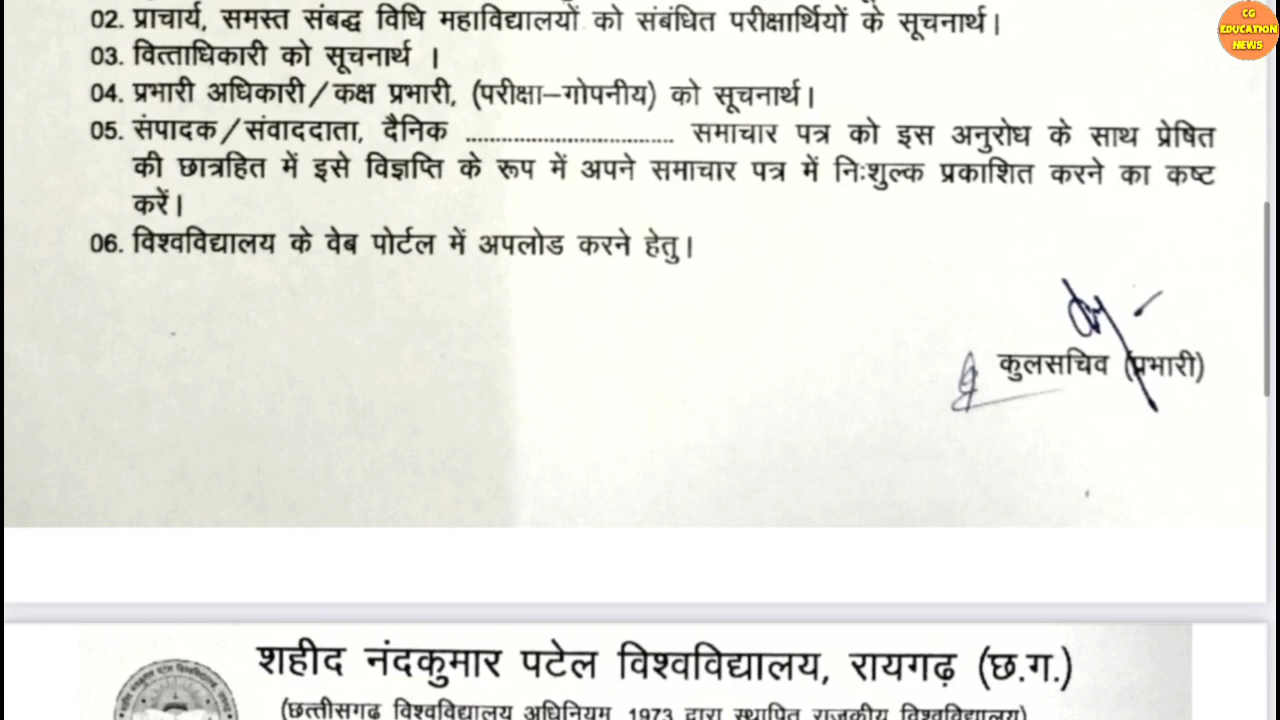 02. प्राचार्य, समस्त संबद्ध विधि महाविद्यालयों को संबंधित परीक्षार्थियों के सूचनार्थ।
CG
EDUCATION
NEWS
03. वित्ताधिकारी को सूचनार्थ ।
04. प्रभारी अधिकारी/कक्ष प्रभारी, (परीक्षा–गोपनीय) को सूचनार्थ।
05. संपादक/संवाददाता, दैनिक ................................ समाचार पत्र को इस अनुरोध के साथ प्रेषित
की छात्रहित में इसे विज्ञप्ति के रूप में अपने समाचार पत्र में निःशुल्क प्रकाशित करने का कष्ट
करें।
06. विश्वविद्यालय के वेब पोर्टल में अपलोड करने हेतु।
कुलसचिव (प्रभारी)
शहीद नंदकुमार पटेल विश्वविद्यालय, रायगढ़ (छ.ग.)
(छत्तीसगढ विश्वविद्यालय अधिनियम, 1973 द्वारा स्थापित राजकीय विश्वविद्यालय)